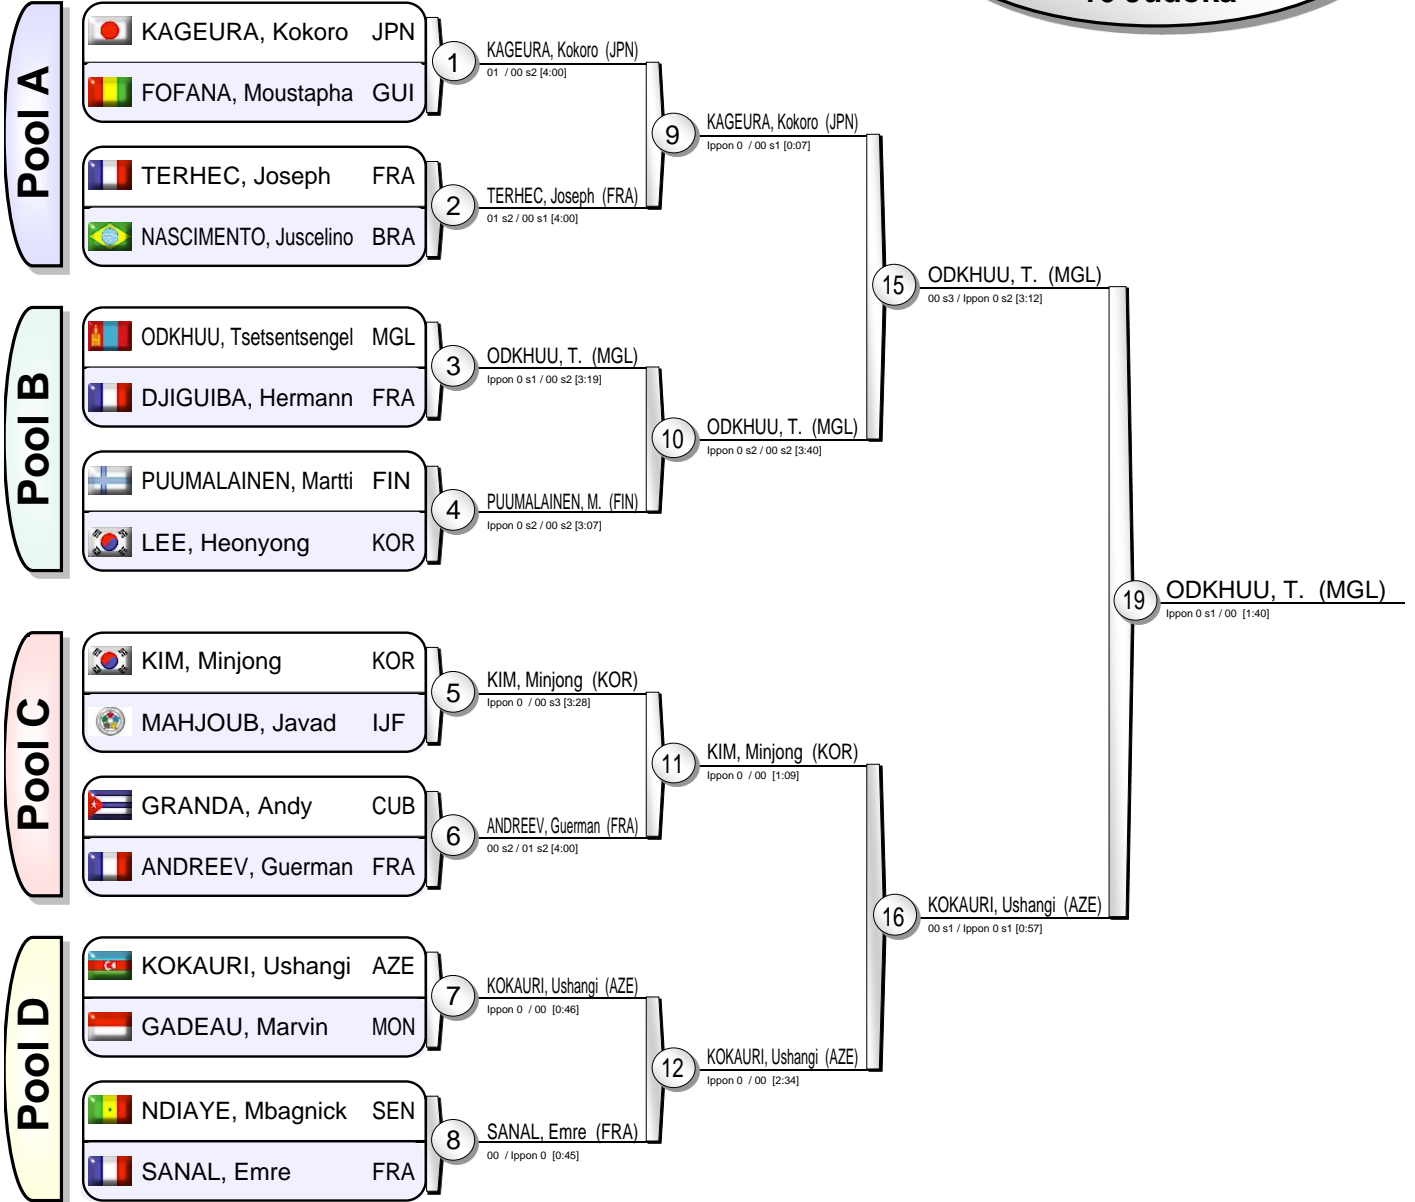 16 Judoka
Pool A
KAGEURA, Kokoro JPN
FOFANA, Moustapha GUI
TERHEC, Joseph FRA
NASCIMENTO, Juscelino BRA
1
KAGEURA, Kokoro (JPN)
01 / 00 s2 [4:00]
2
TERHEC, Joseph (FRA)
01 s2 / 00 s1 [4:00]
9
KAGEURA, Kokoro (JPN)
Ippon 0 / 00 s1 [0:07]
Pool B
ODKHUU, Tsetsentsengel MGL
DJIGUIBA, Hermann FRA
PUUMALAINEN, Martti FIN
LEE, Heonyong KOR
3
ODKHUU, T. (MGL)
Ippon 0 s1 / 00 s2 [3:19]
4
PUUMALAINEN, M. (FIN)
Ippon 0 s2 / 00 s2 [3:07]
10
ODKHUU, T. (MGL)
Ippon 0 s2 / 00 s2 [3:40]
15
ODKHUU, T. (MGL)
00 s3 / Ippon 0 s2 [3:12]
Pool C
KIM, Minjong KOR
MAHJOUB, Javad IJF
GRANDA, Andy CUB
ANDREEV, Guerman FRA
5
KIM, Minjong (KOR)
Ippon 0 / 00 s3 [3:28]
6
ANDREEV, Guerman (FRA)
00 s2 / 01 s2 [4:00]
11
KIM, Minjong (KOR)
Ippon 0 / 00 [1:09]
Pool D
KOKAURI, Ushangi AZE
GADEAU, Marvin MON
NDIAYE, Mbagnick SEN
SANAL, Emre FRA
7
KOKAURI, Ushangi (AZE)
Ippon 0 / 00 [0:46]
8
SANAL, Emre (FRA)
00 / Ippon 0 [0:45]
12
KOKAURI, Ushangi (AZE)
Ippon 0 / 00 [2:34]
16
KOKAURI, Ushangi (AZE)
00 s1 / Ippon 0 s1 [0:57]
19
ODKHUU, T. (MGL)
Ippon 0 s1 / 00 [1:40]